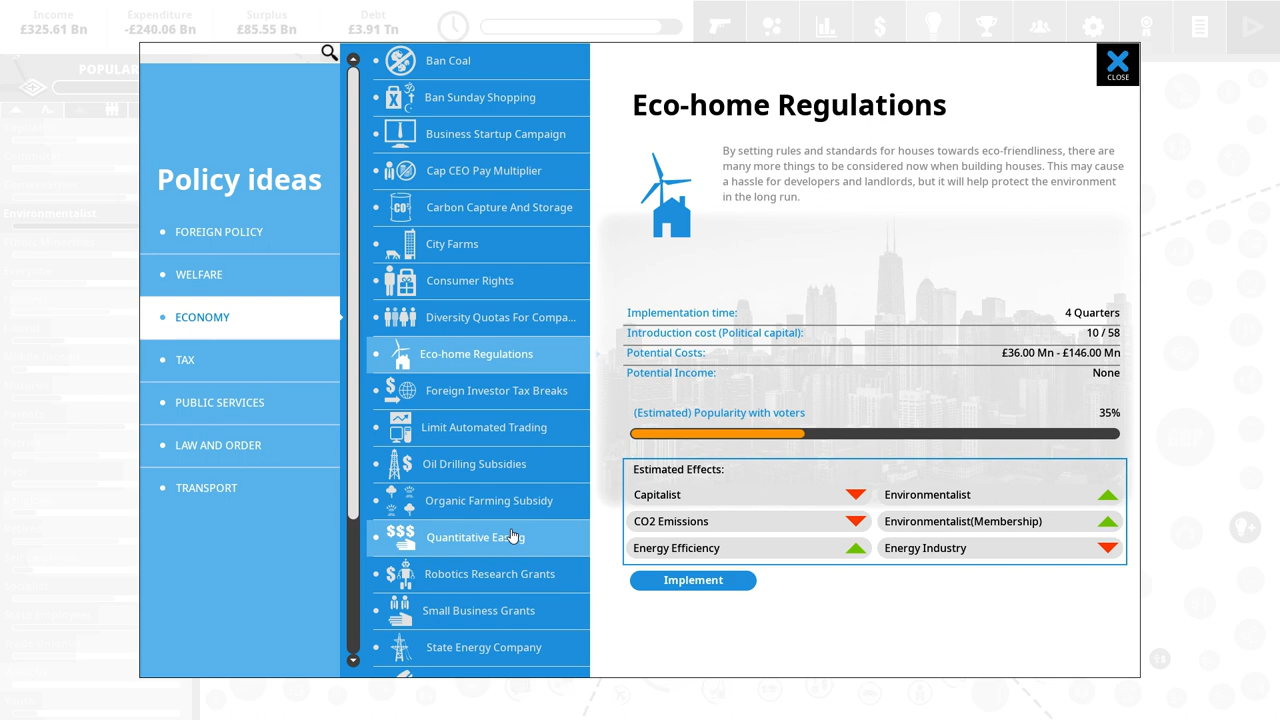 Income
Expenditure
Surplus
Debt
£325.61 Bn
-£240.06 Bn
£85.55 Bn
£3.91 Tn
POPULAR
Environmentalist
Policy ideas
FOREIGN POLICY
WELFARE
ECONOMY
TAX
PUBLIC SERVICES
LAW AND ORDER
TRANSPORT
Ban Coal
Ban Sunday Shopping
Business Startup Campaign
Cap CEO Pay Multiplier
Carbon Capture And Storage
City Farms
Consumer Rights
Diversity Quotas For Compa...
Eco-home Regulations
Foreign Investor Tax Breaks
Limit Automated Trading
Oil Drilling Subsidies
Organic Farming Subsidy
Quantitative Easing
Robotics Research Grants
Small Business Grants
State Energy Company
CLOSE
Eco-home Regulations
By setting rules and standards for houses towards eco-friendliness, there are
many more things to be considered now when building houses. This may cause
a hassle for developers and landlords, but it will help protect the environment
in the long run.
Implementation time: 4 Quarters
Introduction cost (Political capital): 10 / 58
Potential Costs: £36.00 Mn - £146.00 Mn
Potential Income: None
(Estimated) Popularity with voters 35%
Estimated Effects:
Capitalist
Environmentalist
CO2 Emissions
Environmentalist(Membership)
Energy Efficiency
Energy Industry
Implement